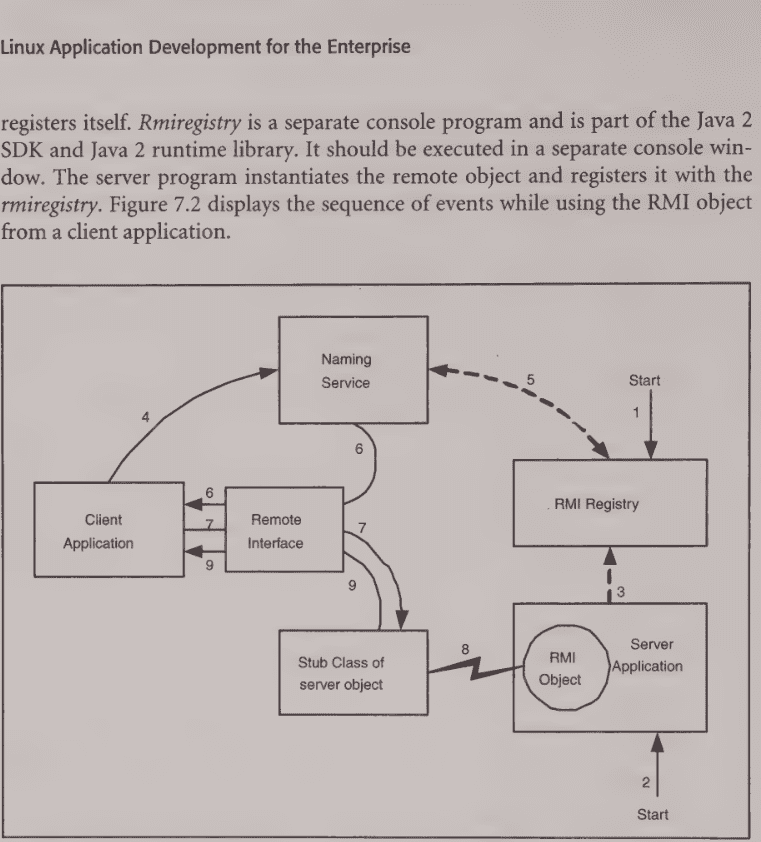 Linux Application Development for the Enterprise
registers itself. Rmiregistry is a separate console program and is part of the Java 2
SDK and Java 2 runtime library. It should be executed in a separate console win-
dow. The server program instantiates the remote object and registers it with the
rmiregistry. Figure 7.2 displays the sequence of events while using the RMI object
from a client application.
Naming
Service
5
Start
1
4
6
RMI Registry
Client
Application
6
7
9
Remote
Interface
7
9
3
Stub Class of
server object
8
RMI
Object
Server
Application
2
Start